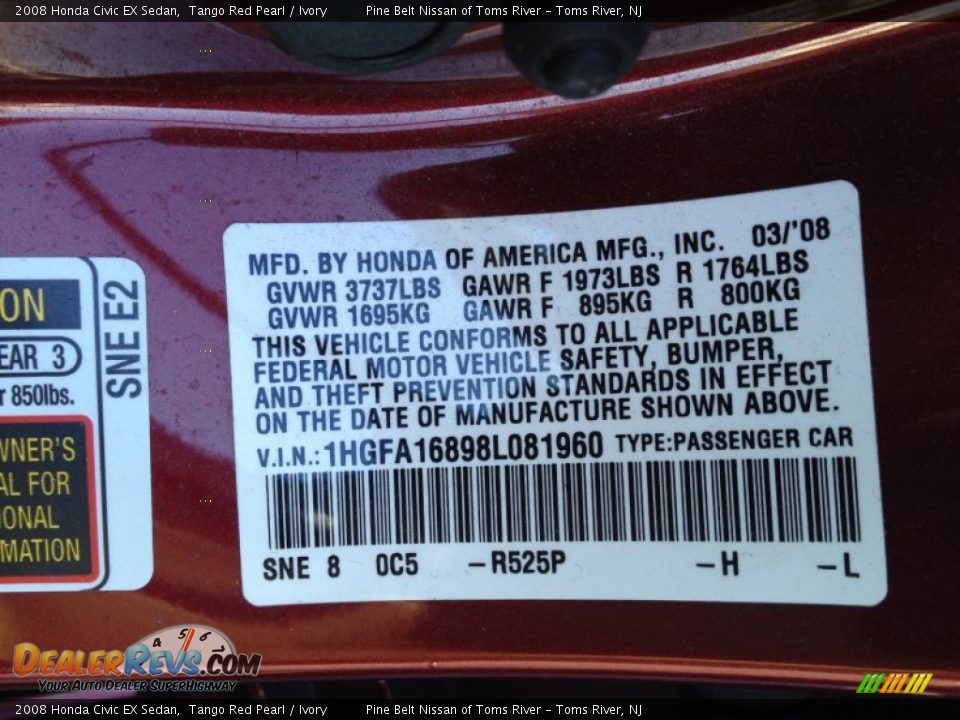 2008 Honda Civic EX Sedan, Tango Red Pearl / Ivory Pine Belt Nissan of Toms River - Toms River, NJ
MFD. BY HONDA OF AMERICA MFG., INC. 03/'08
GVWR 3737LBS GAWR F 1973LBS R 1764LBS
GVWR 1695KG GAWR F 895KG R 800KG
THIS VEHICLE CONFORMS TO ALL APPLICABLE
FEDERAL MOTOR VEHICLE SAFETY, BUMPER,
AND THEFT PREVENTION STANDARDS IN EFFECT
ON THE DATE OF MANUFACTURE SHOWN ABOVE.
V.I.N.: 1HGFA16898L081960 TYPE:PASSENGER CAR
SNE 8 0C5 -R525P -H -L
ON
EAR 3
r 850lbs.
WNER'S
AL FOR
IONAL
MATION
SNE E2
4 5 6
DEALERREVS.COM
YOUR AUTO DEALER SUPERHIGHWAY
2008 Honda Civic EX Sedan, Tango Red Pearl / Ivory Pine Belt Nissan of Toms River - Toms River, NJ